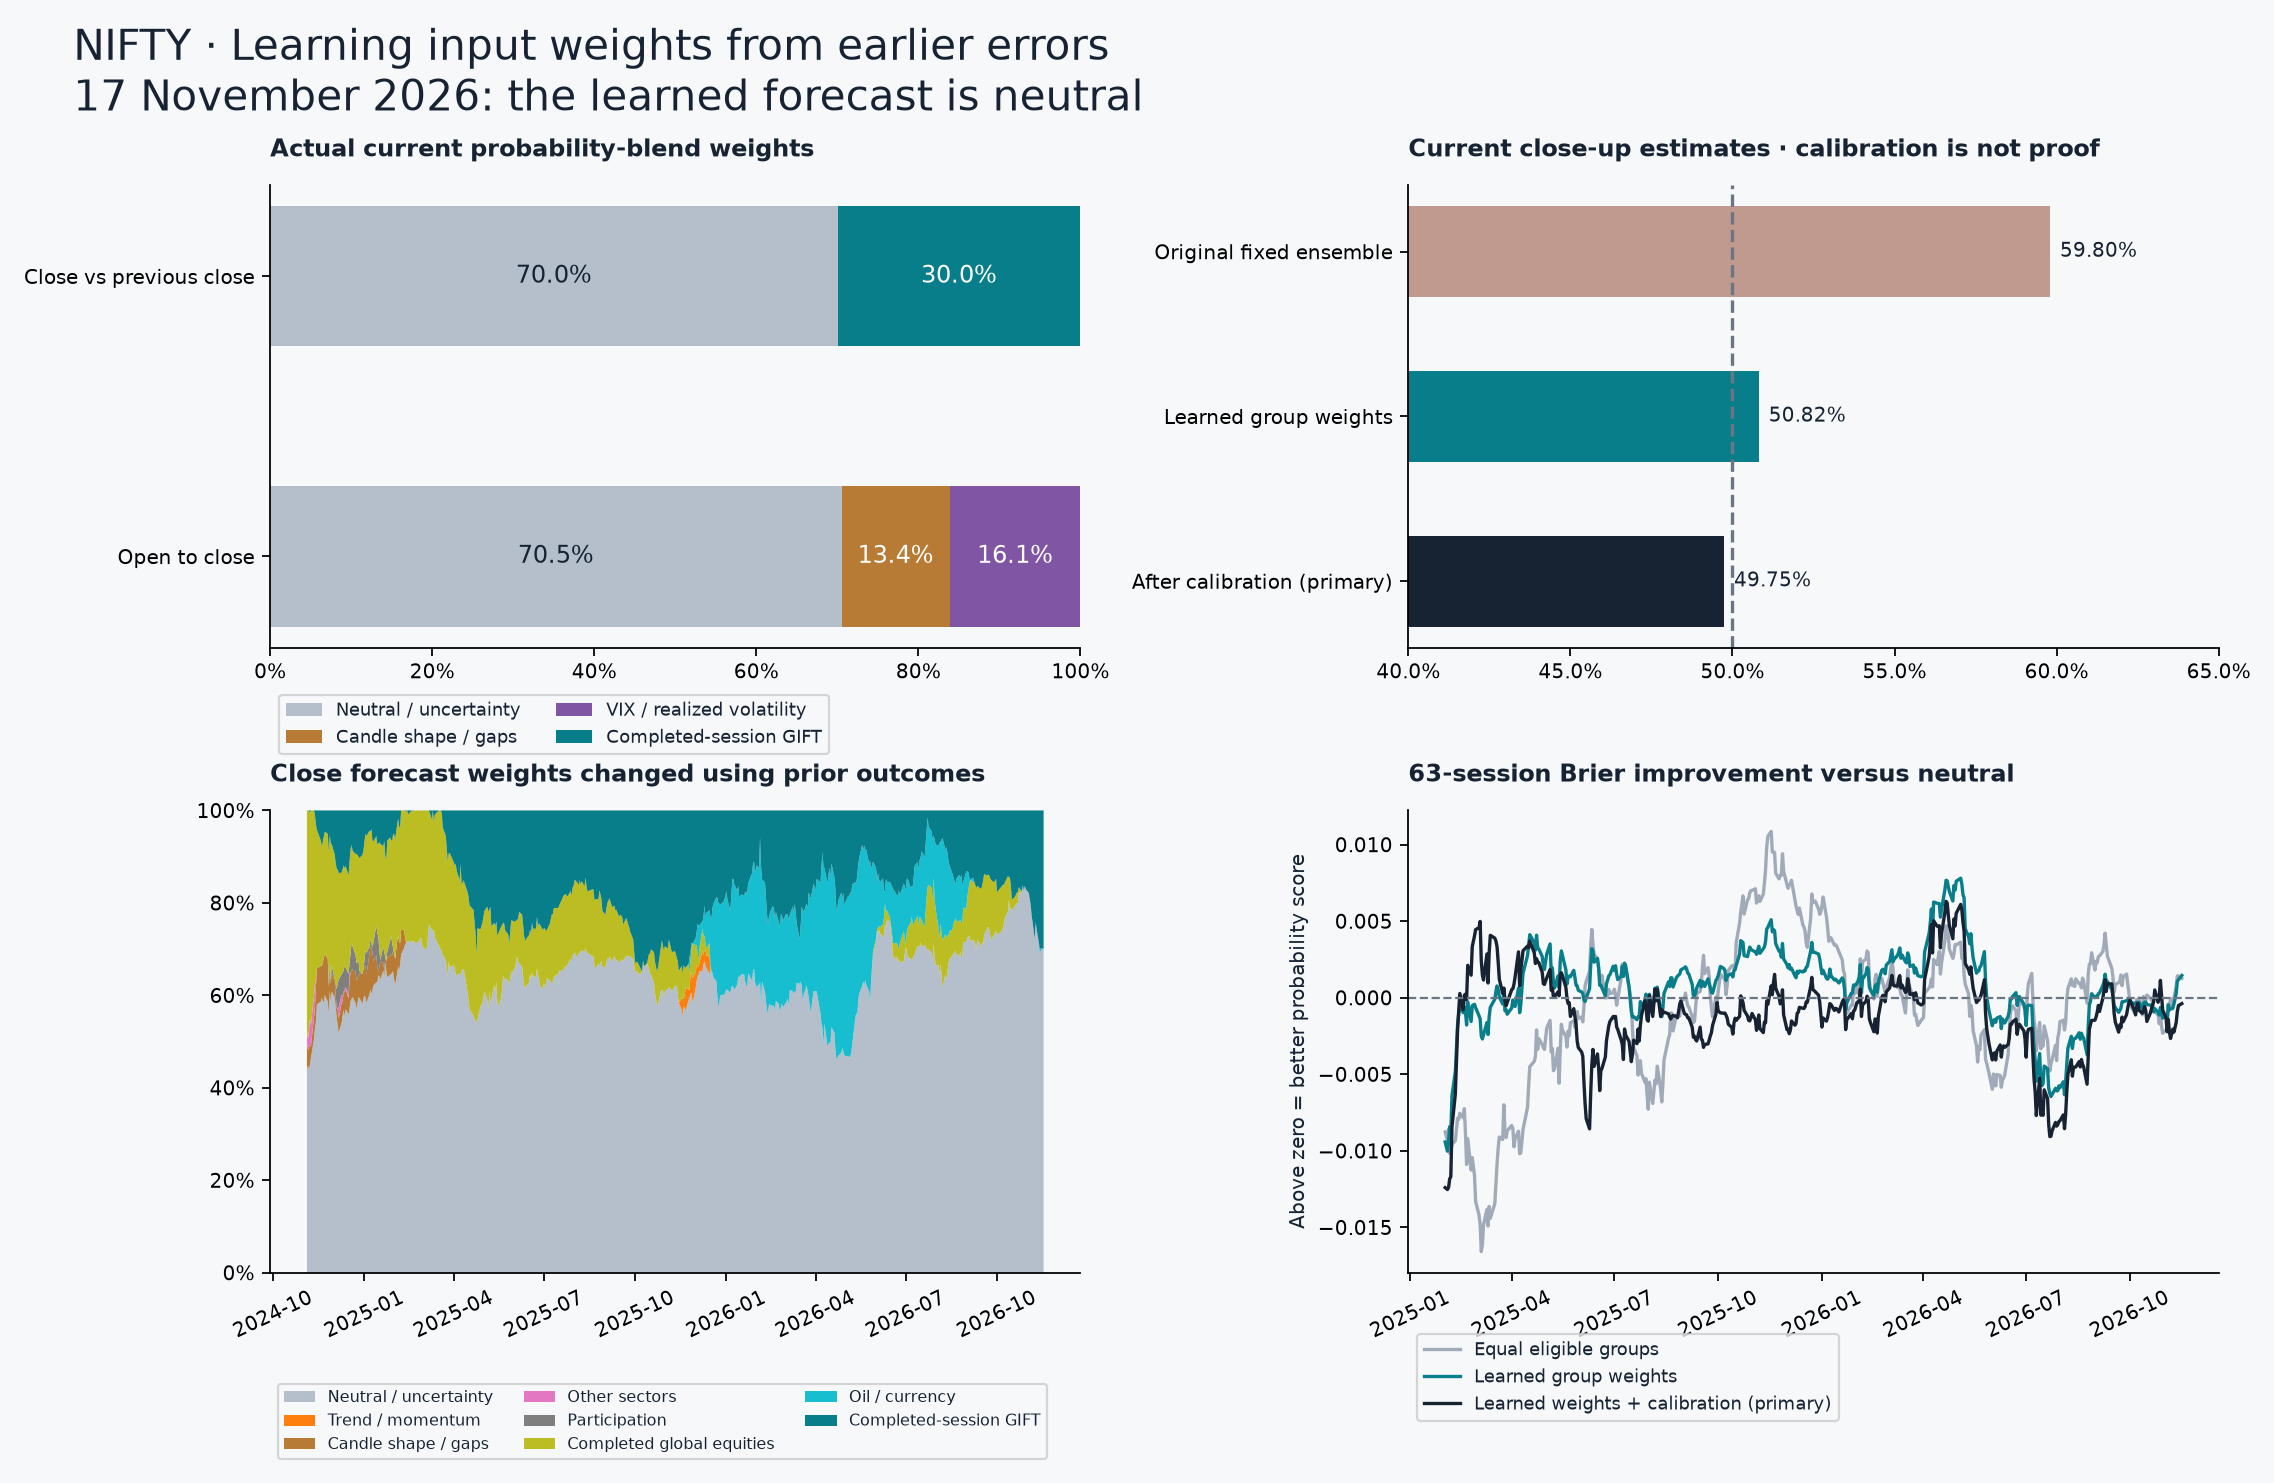 NIFTY · Learning input weights from earlier errors
17 November 2026: the learned forecast is neutral
Actual current probability-blend weights
Close vs previous close
70.0%
30.0%
Open to close
70.5%
13.4%
16.1%
0%
20%
40%
60%
80%
100%
Neutral / uncertainty
VIX / realized volatility
Candle shape / gaps
Completed-session GIFT
Current close-up estimates · calibration is not proof
Original fixed ensemble
59.80%
Learned group weights
50.82%
After calibration (primary)
49.75%
40.0%
45.0%
50.0%
55.0%
60.0%
65.0%
Close forecast weights changed using prior outcomes
100%
80%
60%
40%
20%
0%
2024-10
2025-01
2025-04
2025-07
2025-10
2026-01
2026-04
2026-07
2026-10
Neutral / uncertainty
Other sectors
Oil / currency
Trend / momentum
Participation
Completed-session GIFT
Candle shape / gaps
Completed global equities
63-session Brier improvement versus neutral
Above zero = better probability score
0.010
0.005
0.000
−0.005
−0.010
−0.015
2025-01
2025-04
2025-07
2025-10
2026-01
2026-04
2026-07
2026-10
Equal eligible groups
Learned group weights
Learned weights + calibration (primary)